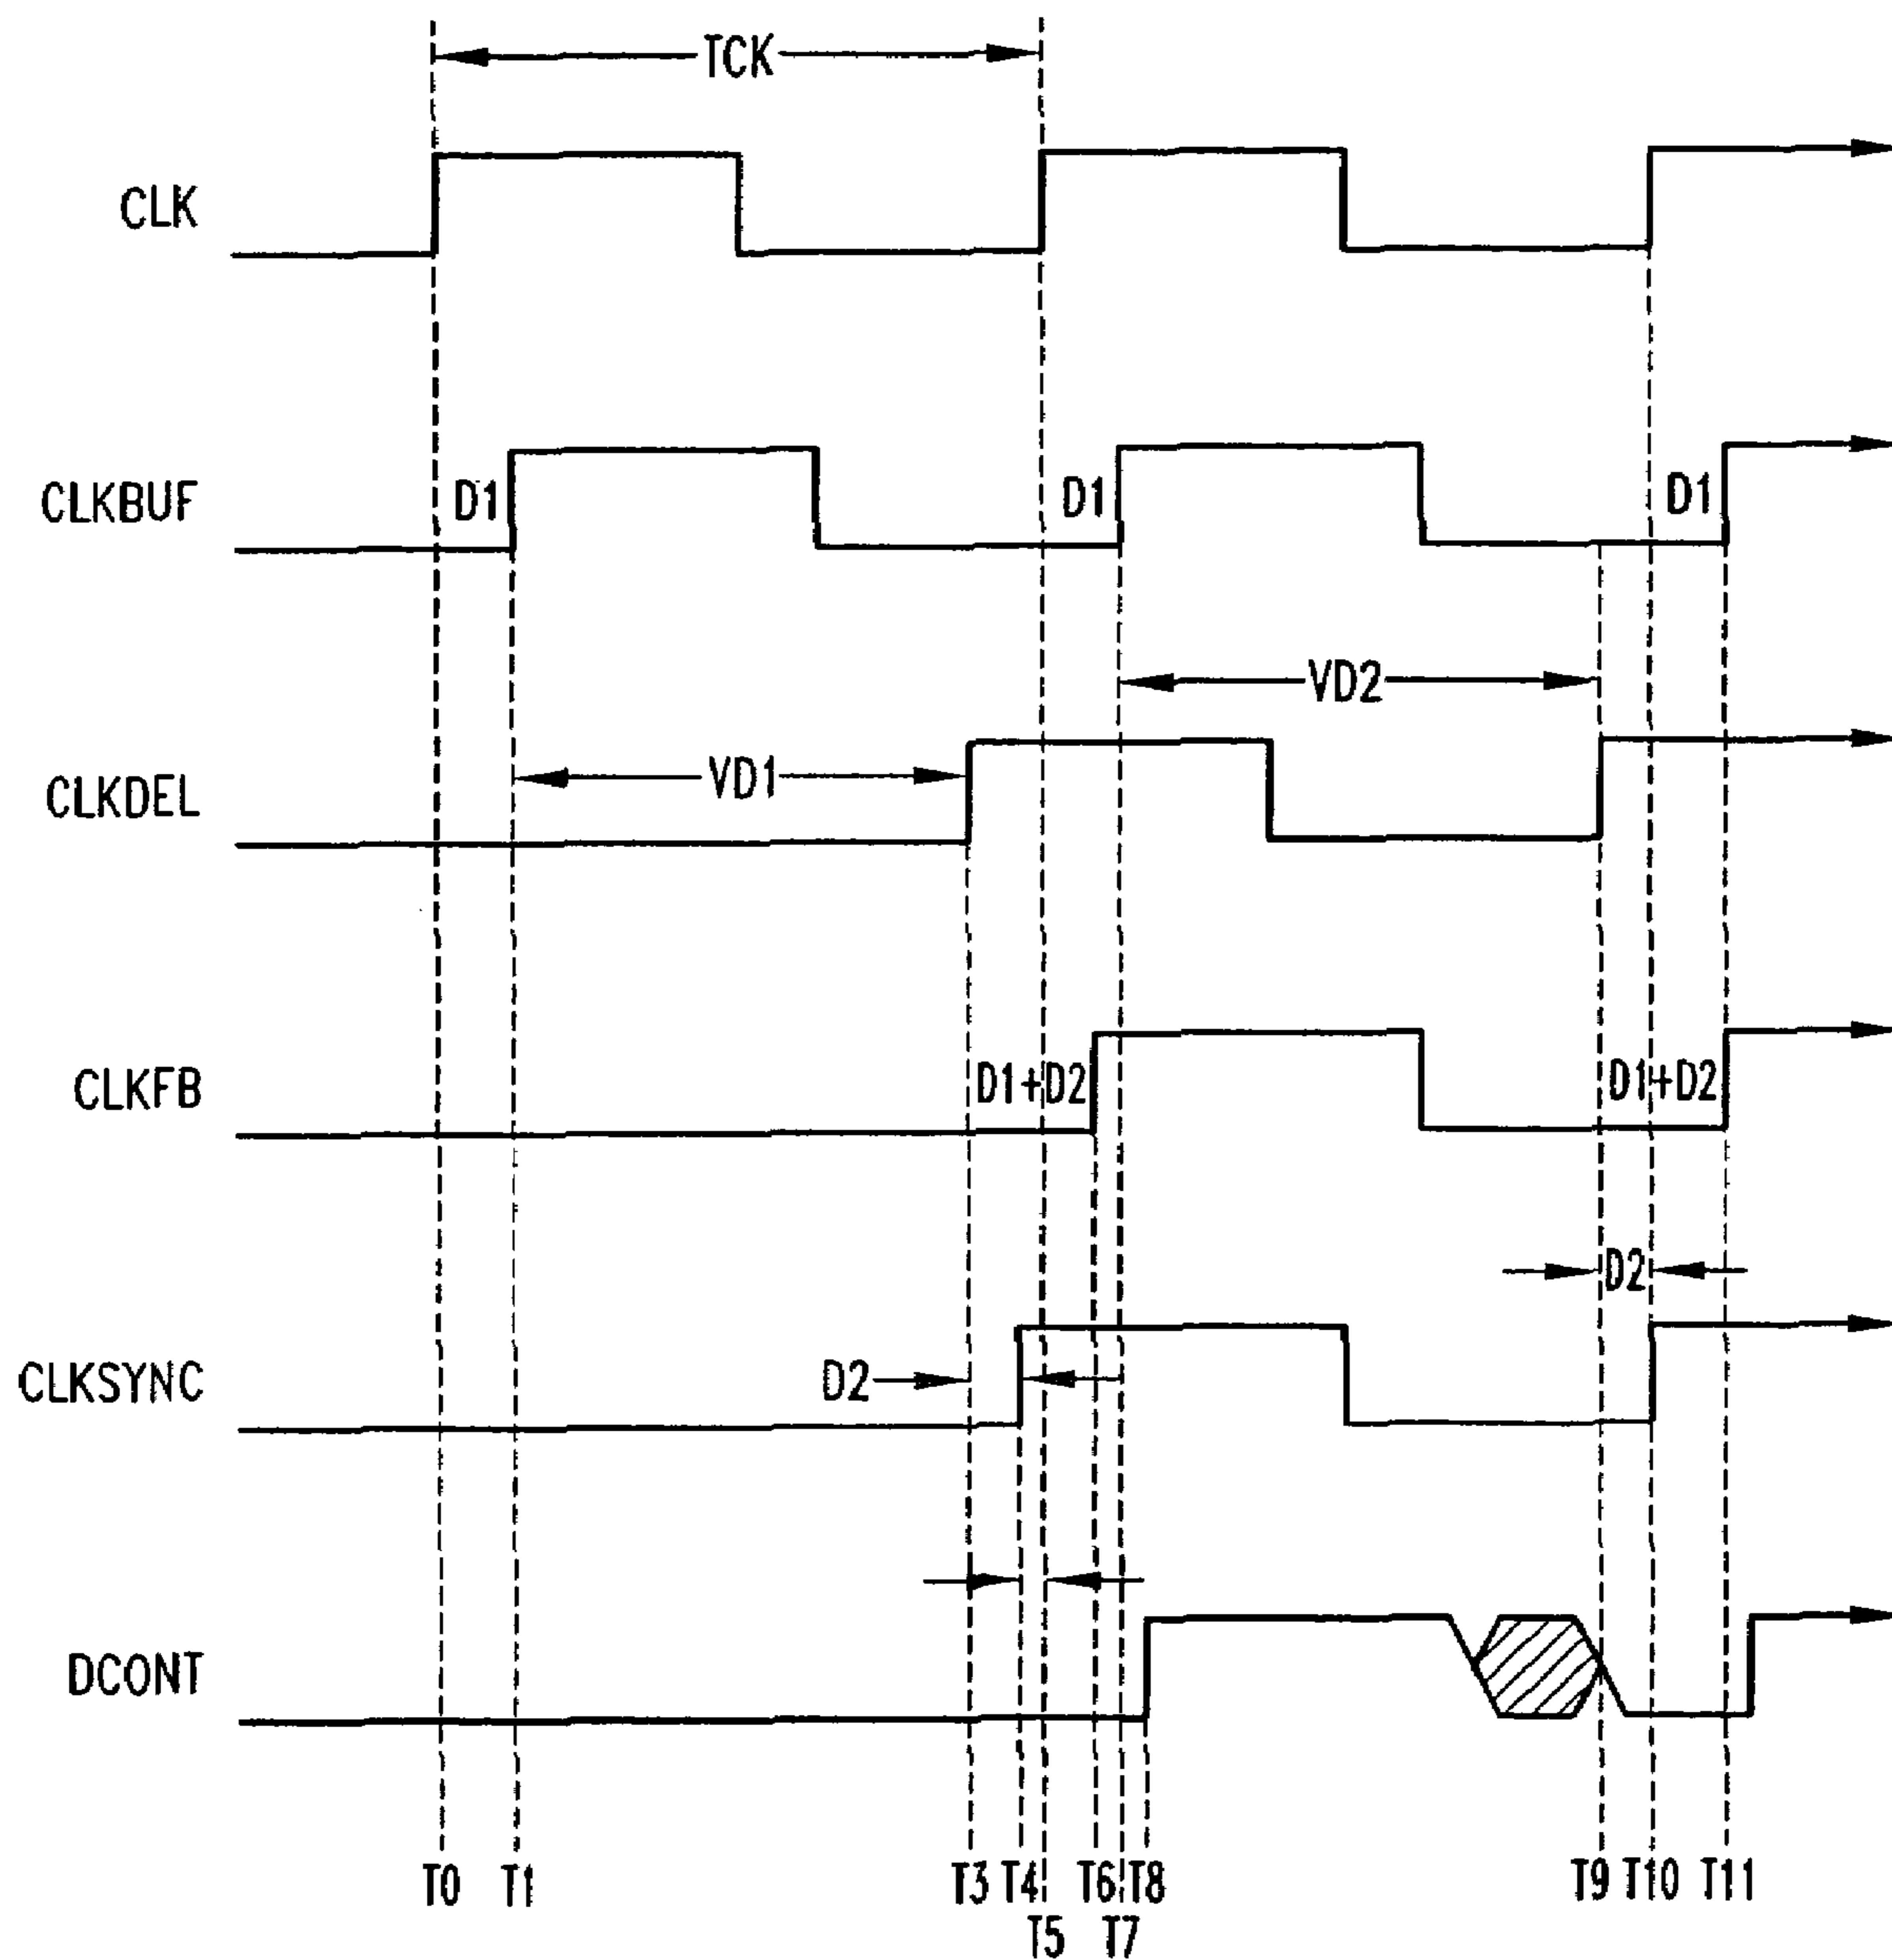 TCK
CLK
CLKBUF D1 D1 D1
VD2
CLKDEL VD1
CLKFB D1+D2 D1+D2
D2
CLKSYNC D2
DCONT
T0 T1 T3 T4 T6 T8 T9 T10 T11
T5 T7